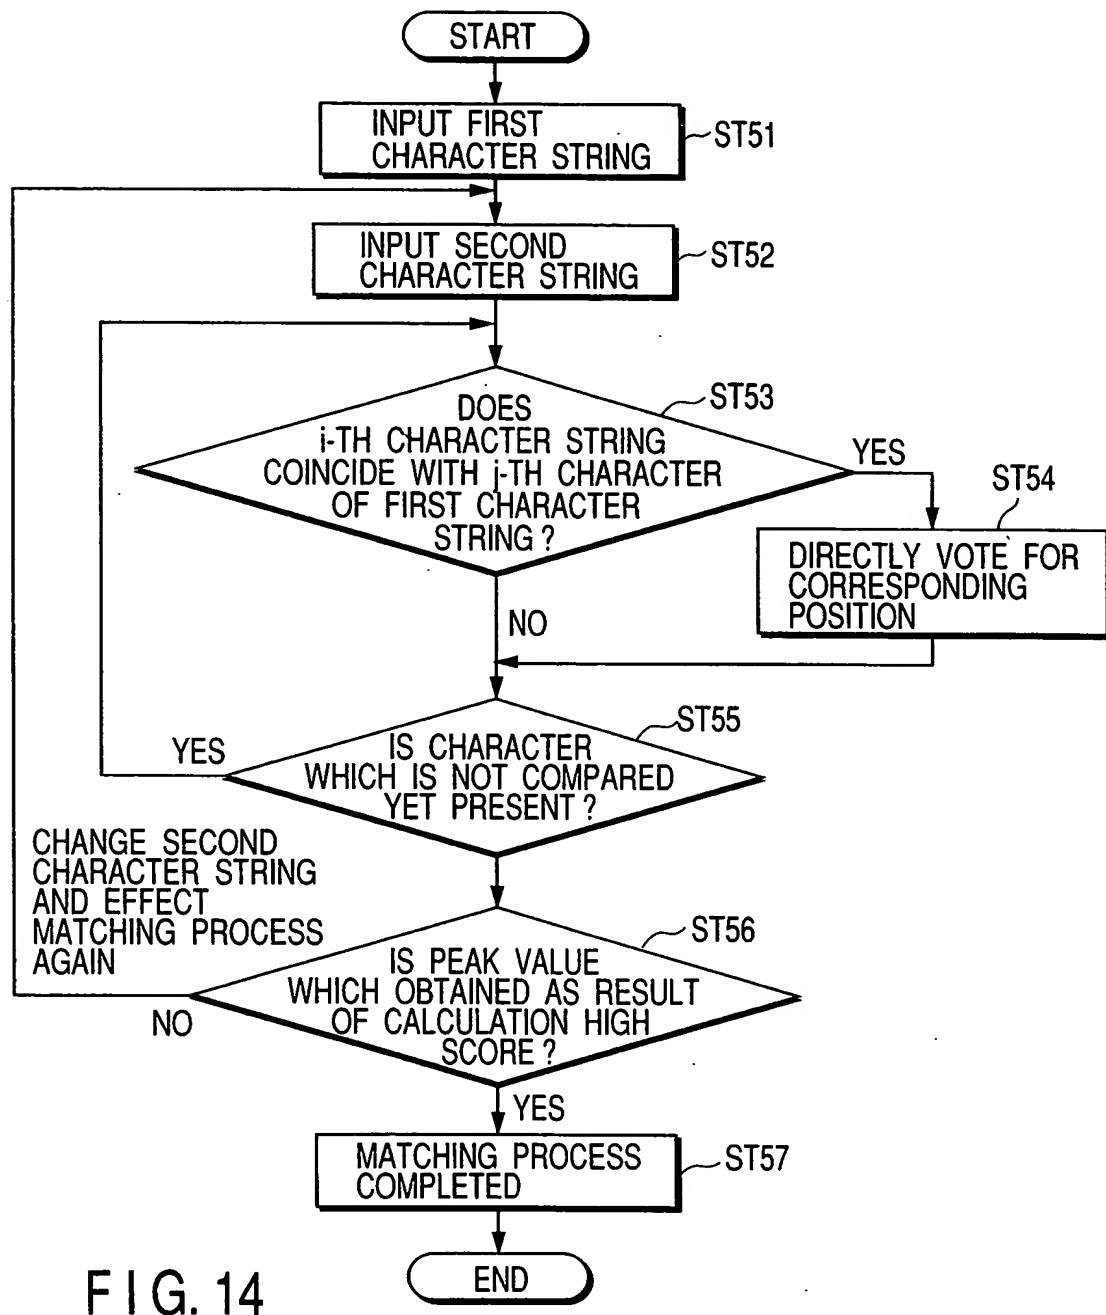 START
INPUT FIRST
CHARACTER STRING
ST51
INPUT SECOND
CHARACTER STRING
ST52
DOES
i-TH CHARACTER STRING
COINCIDE WITH j-TH CHARACTER
OF FIRST CHARACTER
STRING?
ST53
YES
ST54
DIRECTLY VOTE FOR
CORRESPONDING
POSITION
NO
ST55
YES
IS CHARACTER
WHICH IS NOT COMPARED
YET PRESENT?
CHANGE SECOND
CHARACTER STRING
AND EFFECT
MATCHING PROCESS
AGAIN
ST56
IS PEAK VALUE
WHICH OBTAINED AS RESULT
OF CALCULATION HIGH
SCORE?
NO
YES
MATCHING PROCESS
COMPLETED
ST57
END
FIG. 14